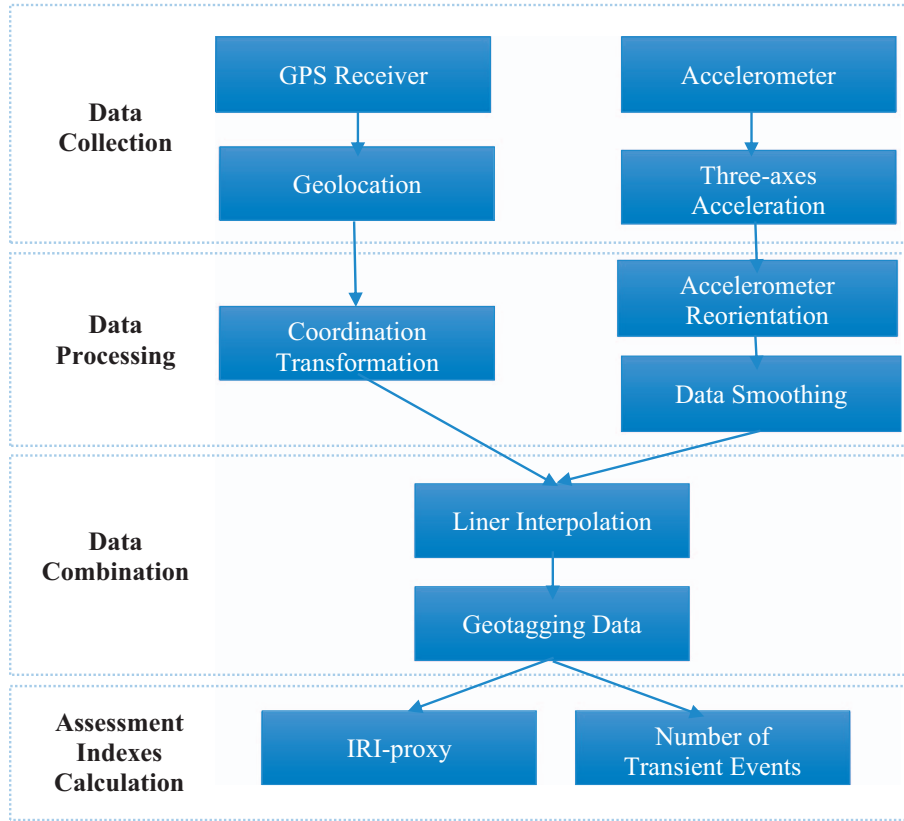 Data
Collection
GPS Receiver
Accelerometer
Geolocation
Three-axes
Acceleration
Data
Processing
Coordination
Transformation
Accelerometer
Reorientation
Data Smoothing
Data
Combination
Liner Interpolation
Geotagging Data
Assessment
Indexes
Calculation
IRI-proxy
Number of
Transient Events